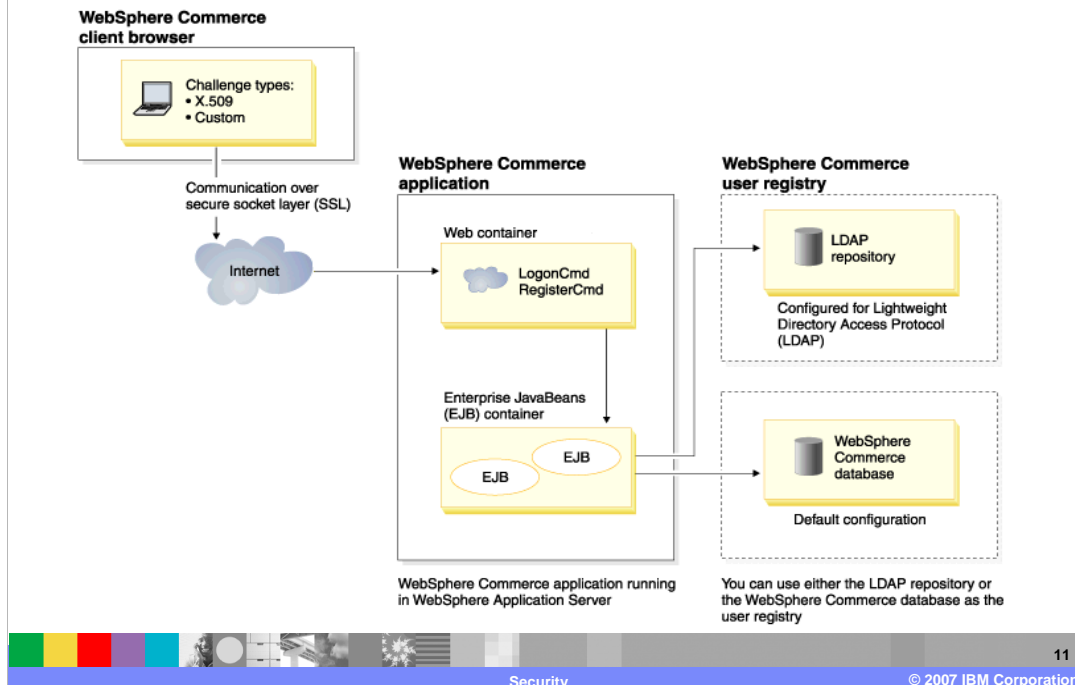 WebSphere Commerce
client browser
Challenge types:
• X.509
• Custom
Communication over
secure socket layer (SSL)
Internet
WebSphere Commerce
application
Web container
LogonCmd
RegisterCmd
Enterprise JavaBeans
(EJB) container
EJB
EJB
WebSphere Commerce application running
in WebSphere Application Server
WebSphere Commerce
user registry
LDAP
repository
Configured for Lightweight
Directory Access Protocol
(LDAP)
WebSphere
Commerce
database
Default configuration
You can use either the LDAP repository or
the WebSphere Commerce database as the
user registry
11
Security
© 2007 IBM Corporation